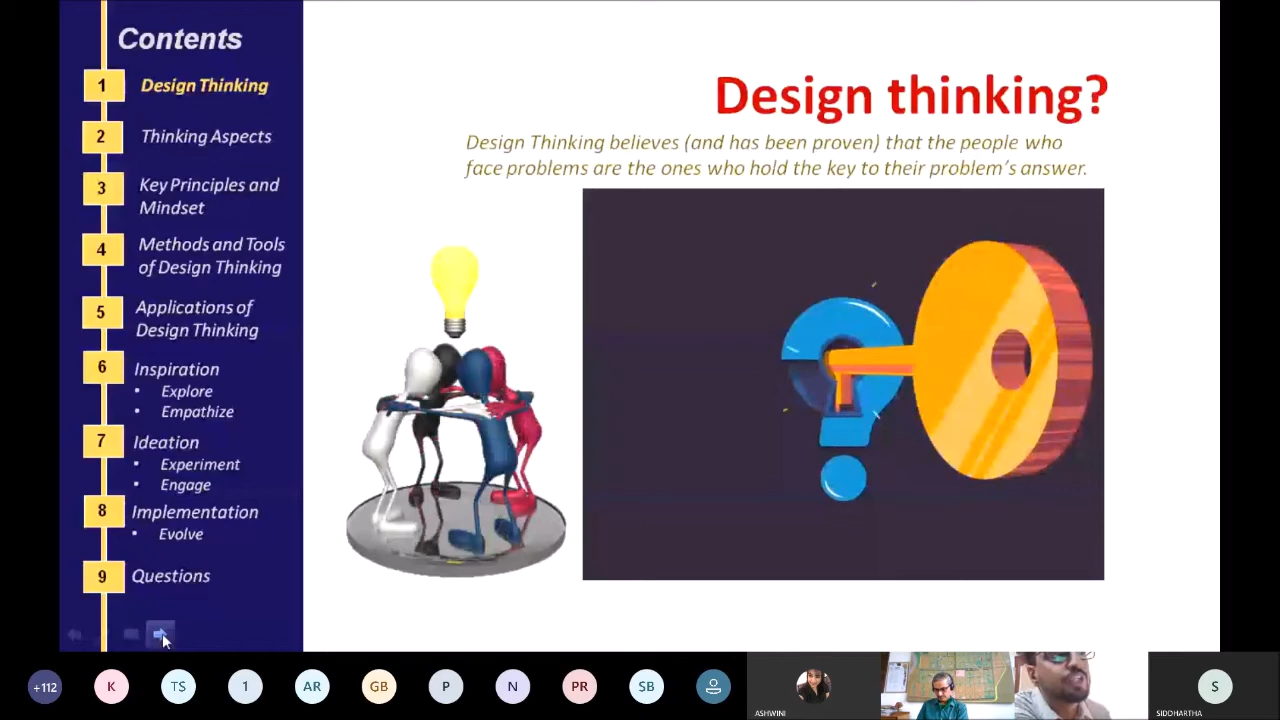 Contents
1 Design Thinking
2 Thinking Aspects
3 Key Principles and
Mindset
4 Methods and Tools
of Design Thinking
5 Applications of
Design Thinking
6 Inspiration
• Explore
• Empathize
7 Ideation
• Experiment
• Engage
8 Implementation
• Evolve
9 Questions
Design thinking?
Design Thinking believes (and has been proven) that the people who
face problems are the ones who hold the key to their problem's answer.
+112 K TS 1 AR GB P N PR SB S
ASHWINI SIDDHARTHA